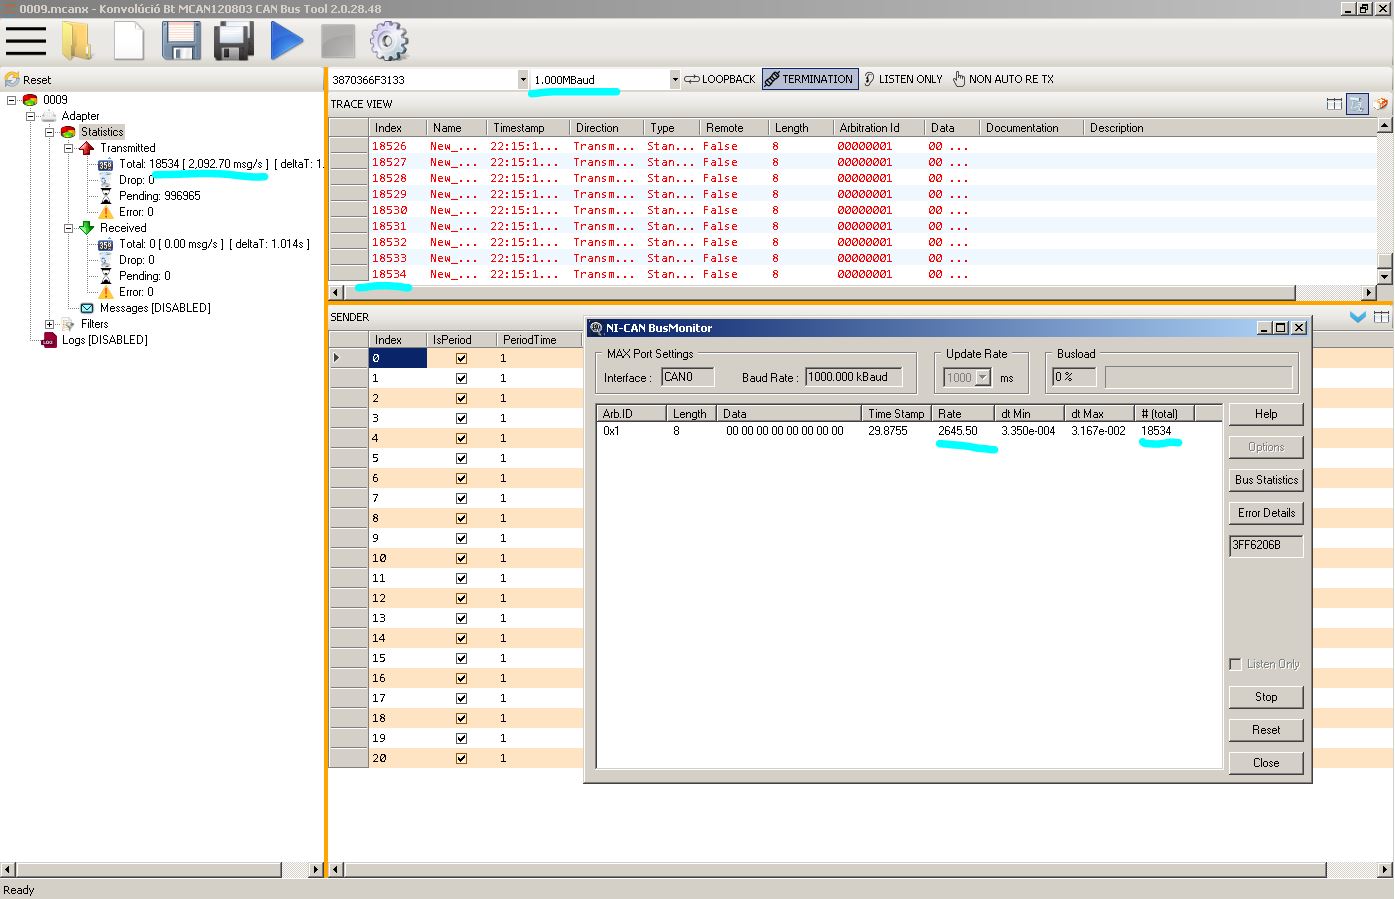 0009.mcanx - Konvolúció Bt MCAN120803 CAN Bus Tool 2.0.28.48
Reset
0009
Adapter
Statistics
Transmitted
Total: 18534 [ 2,092.70 msg/s ] [ deltaT: 1.
Drop: 0
Pending: 996965
Error: 0
Received
Total: 0 [ 0.00 msg/s ] [ deltaT: 1.014s ]
Drop: 0
Pending: 0
Error: 0
Messages [DISABLED]
Filters
Logs [DISABLED]
3870366F3133 1.000MBaud LOOPBACK TERMINATION LISTEN ONLY NON AUTO RE TX
TRACE VIEW
Index Name Timestamp Direction Type Remote Length Arbitration Id Data Documentation Description
18526 New_... 22:15:1... Transm... Stan... False 8 00000001 00 ...
18527 New_... 22:15:1... Transm... Stan... False 8 00000001 00 ...
18528 New_... 22:15:1... Transm... Stan... False 8 00000001 00 ...
18529 New_... 22:15:1... Transm... Stan... False 8 00000001 00 ...
18530 New_... 22:15:1... Transm... Stan... False 8 00000001 00 ...
18531 New_... 22:15:1... Transm... Stan... False 8 00000001 00 ...
18532 New_... 22:15:1... Transm... Stan... False 8 00000001 00 ...
18533 New_... 22:15:1... Transm... Stan... False 8 00000001 00 ...
18534 New_... 22:15:1... Transm... Stan... False 8 00000001 00 ...
SENDER
Index IsPeriod PeriodTime
0 1
1 1
2 1
3 1
4 1
5 1
6 1
7 1
8 1
9 1
10 1
11 1
12 1
13 1
14 1
15 1
16 1
17 1
18 1
19 1
20 1
NI-CAN BusMonitor
MAX Port Settings
Interface : CAN0 Baud Rate : 1000.000 kBaud
Update Rate
1000 ms
Busload
0 %
Arb.ID Length Data Time Stamp Rate dt Min dt Max # (total)
0x1 8 00 00 00 00 00 00 00 00 29.8755 2645.50 3.350e-004 3.167e-002 18534
Help
Options
Bus Statistics
Error Details
3FF6206B
Listen Only
Stop
Reset
Close
Ready